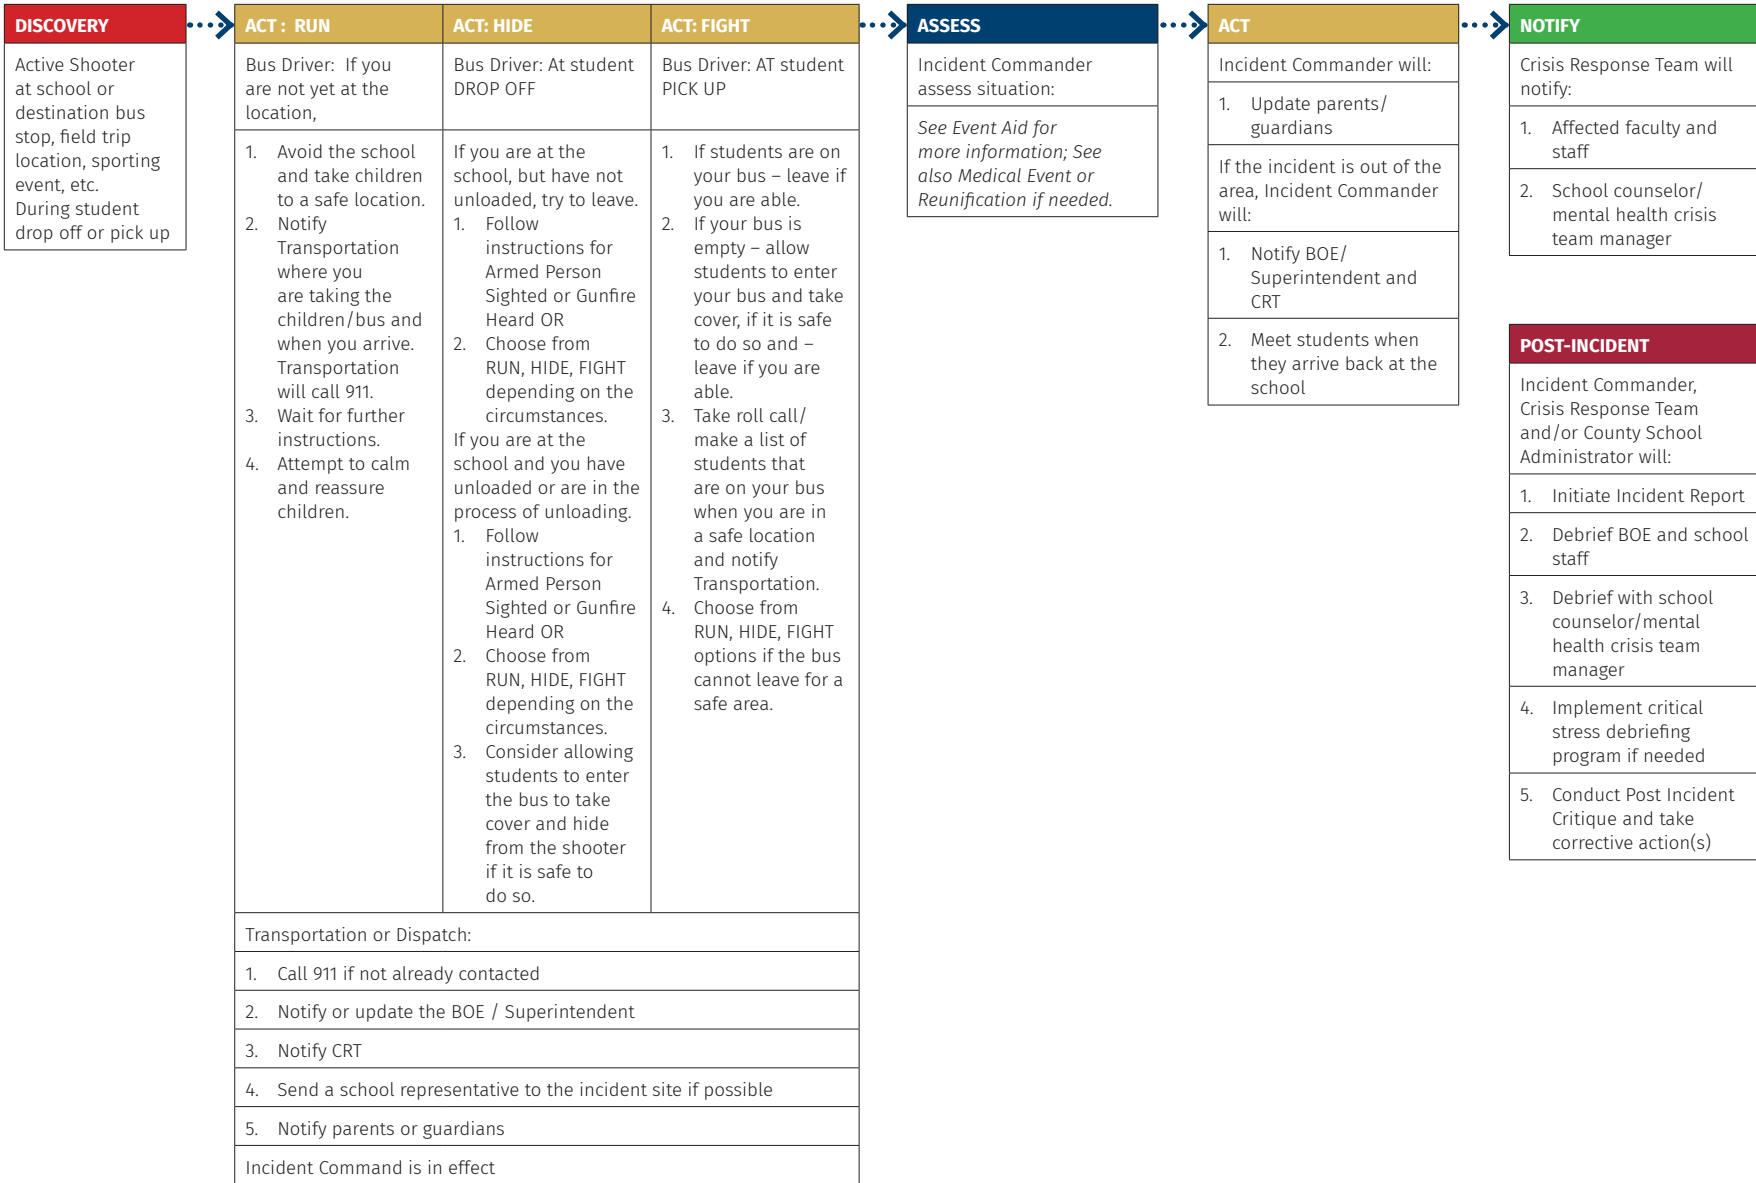 DISCOVERY
Active Shooter
at school or
destination bus
stop, field trip
location, sporting
event, etc.
During student
drop off or pick up
ACT :  RUN
Bus Driver:  If you
are not yet at the
location,
1. Avoid the school
and take children
to a safe location.
2. Notify
Transportation
where you
are taking the
children/bus and
when you arrive.
Transportation
will call 911.
3. Wait for further
instructions.
4. Attempt to calm
and reassure
children.
ACT: HIDE
Bus Driver: At student
DROP OFF
If you are at the
school, but have not
unloaded, try to leave.
1. Follow
instructions for
Armed Person
Sighted or Gunfire
Heard OR
2. Choose from
RUN, HIDE, FIGHT
depending on the
circumstances.
If you are at the
school and you have
unloaded or are in the
process of unloading.
1. Follow
instructions for
Armed Person
Sighted or Gunfire
Heard OR
2. Choose from
RUN, HIDE, FIGHT
depending on the
circumstances.
3. Consider allowing
students to enter
the bus to take
cover and hide
from the shooter
if it is safe to
do so.
ACT: FIGHT
Bus Driver: AT student
PICK UP
1. If students are on
your bus – leave if
you are able.
2. If your bus is
empty – allow
students to enter
your bus and take
cover, if it is safe
to do so and –
leave if you are
able.
3. Take roll call/
make a list of
students that
are on your bus
when you are in
a safe location
and notify
Transportation.
4. Choose from
RUN, HIDE, FIGHT
options if the bus
cannot leave for a
safe area.
Transportation or Dispatch:
1. Call 911 if not already contacted
2. Notify or update the BOE / Superintendent
3. Notify CRT
4. Send a school representative to the incident site if possible
5. Notify parents or guardians
Incident Command is in effect
ASSESS
Incident Commander
assess situation:
See Event Aid for
more information; See
also Medical Event or
Reunification if needed.
ACT
Incident Commander will:
1. Update parents/
guardians
If the incident is out of the
area, Incident Commander
will:
1. Notify BOE/
Superintendent and
CRT
2. Meet students when
they arrive back at the
school
NOTIFY
Crisis Response Team will
notify:
1. Affected faculty and
staff
2. School counselor/
mental health crisis
team manager
POST-INCIDENT
Incident Commander,
Crisis Response Team
and/or County School
Administrator will:
1. Initiate Incident Report
2. Debrief BOE and school
staff
3. Debrief with school
counselor/mental
health crisis team
manager
4. Implement critical
stress debriefing
program if needed
5. Conduct Post Incident
Critique and take
corrective action(s)